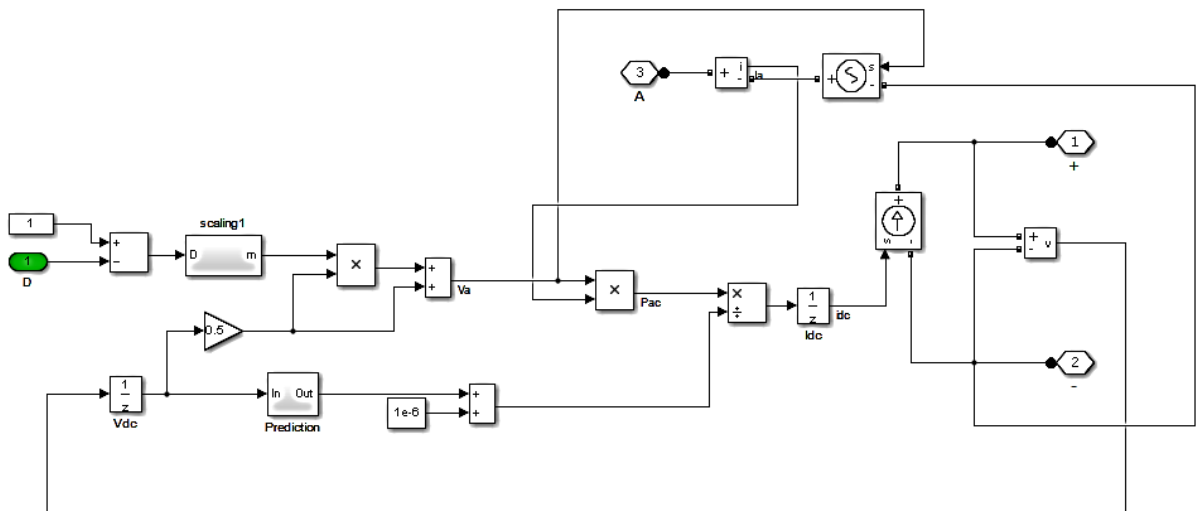 3
A
i
+
-
Ia
s
+
-
1
+
1
scaling1
+
-
D
m
1
D
×
+
+
Va
×
Pac
×
÷
1
z
Idc
idc
+
s
-
+
-
v
0.5
2
-
1
z
Vdc
In Out
Prediction
1e-6
+
+